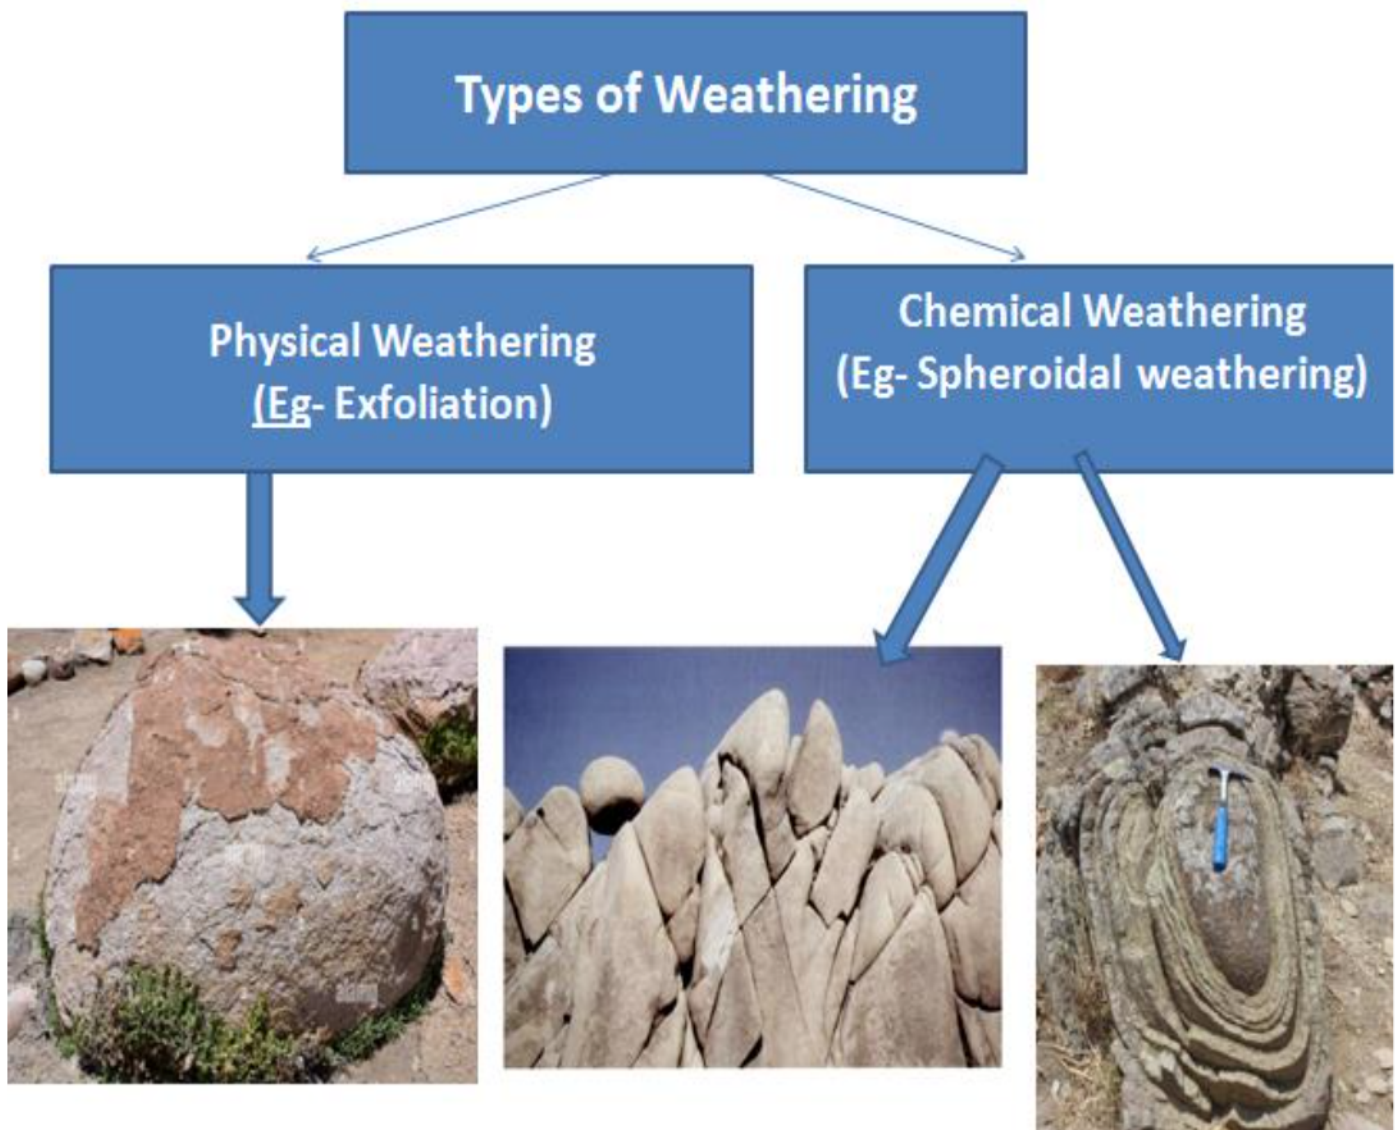 Types of Weathering
Physical Weathering
(Eg- Exfoliation)
Chemical Weathering
(Eg- Spheroidal weathering)